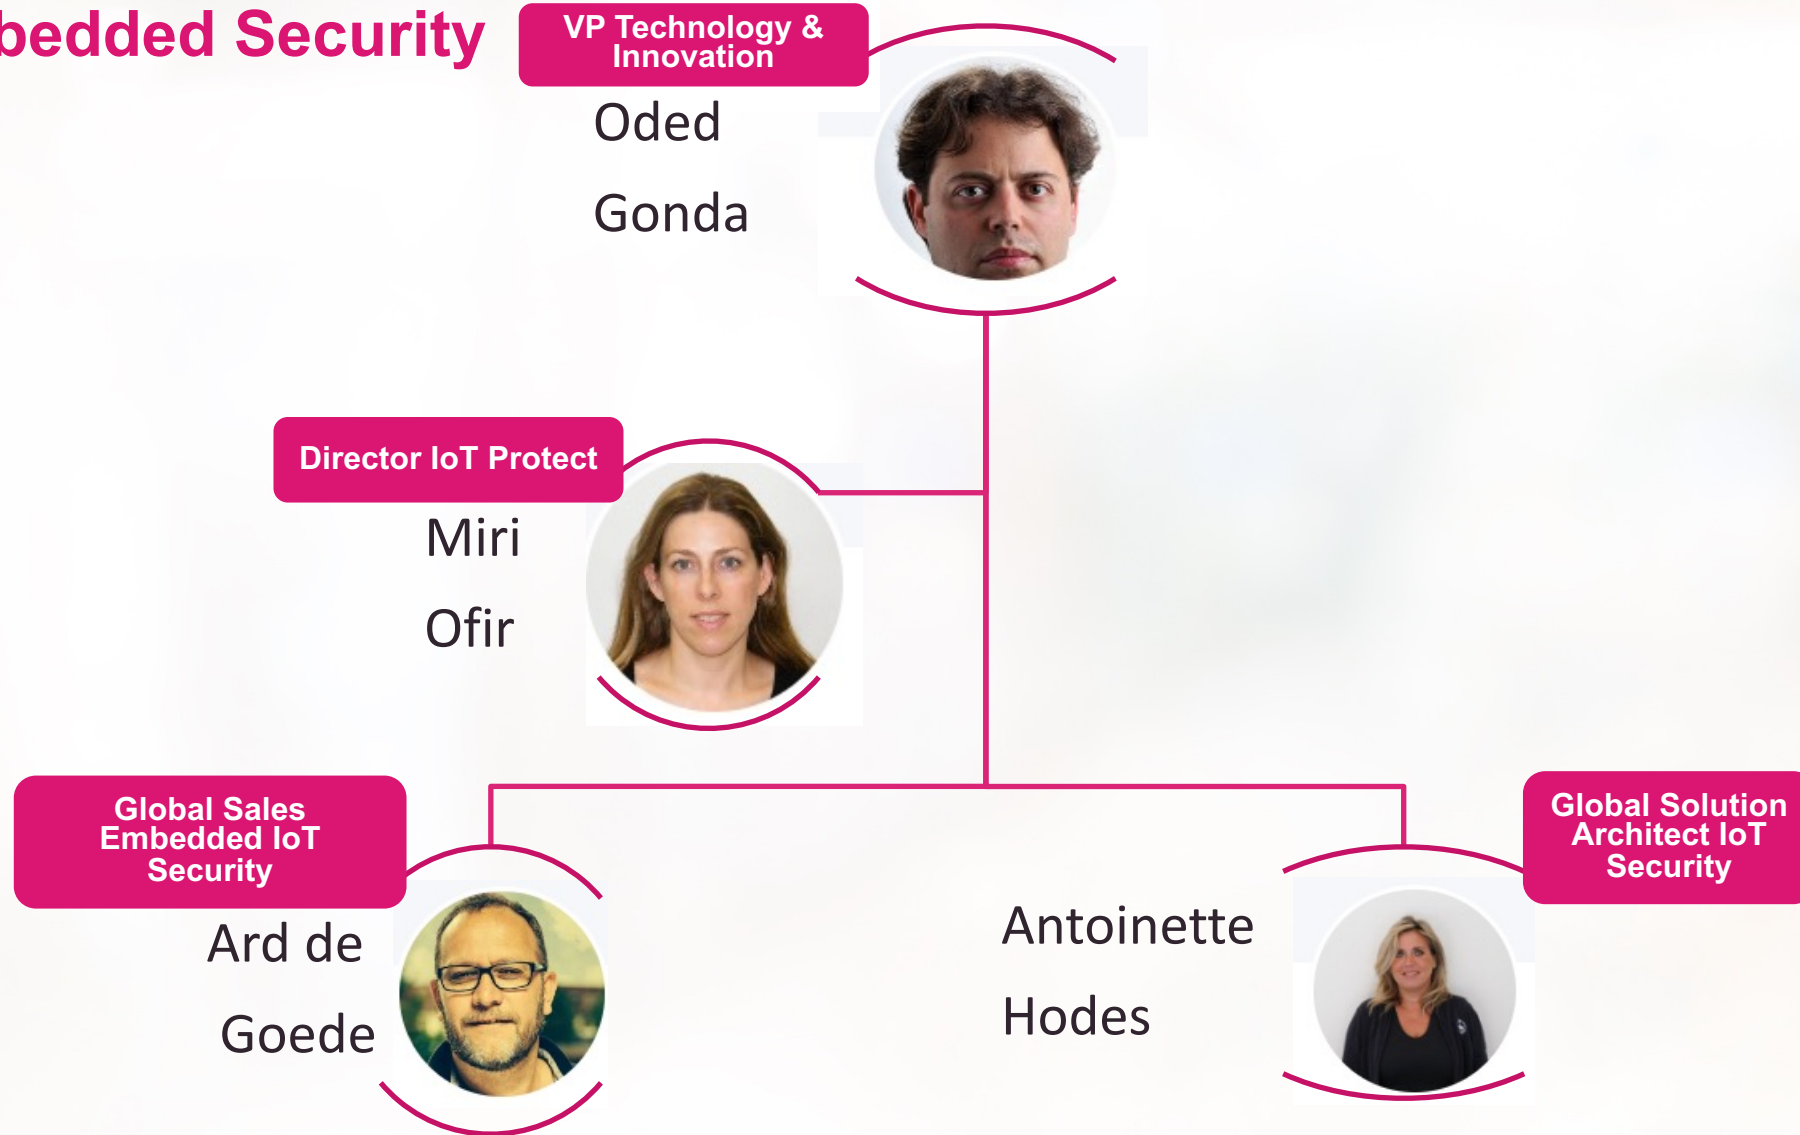 bedded Security
VP Technology &
Innovation
Oded
Gonda
Director IoT Protect
Miri
Ofir
Global Sales
Embedded IoT
Security
Ard de
Goede
Global Solution
Architect IoT
Security
Antoinette
Hodes